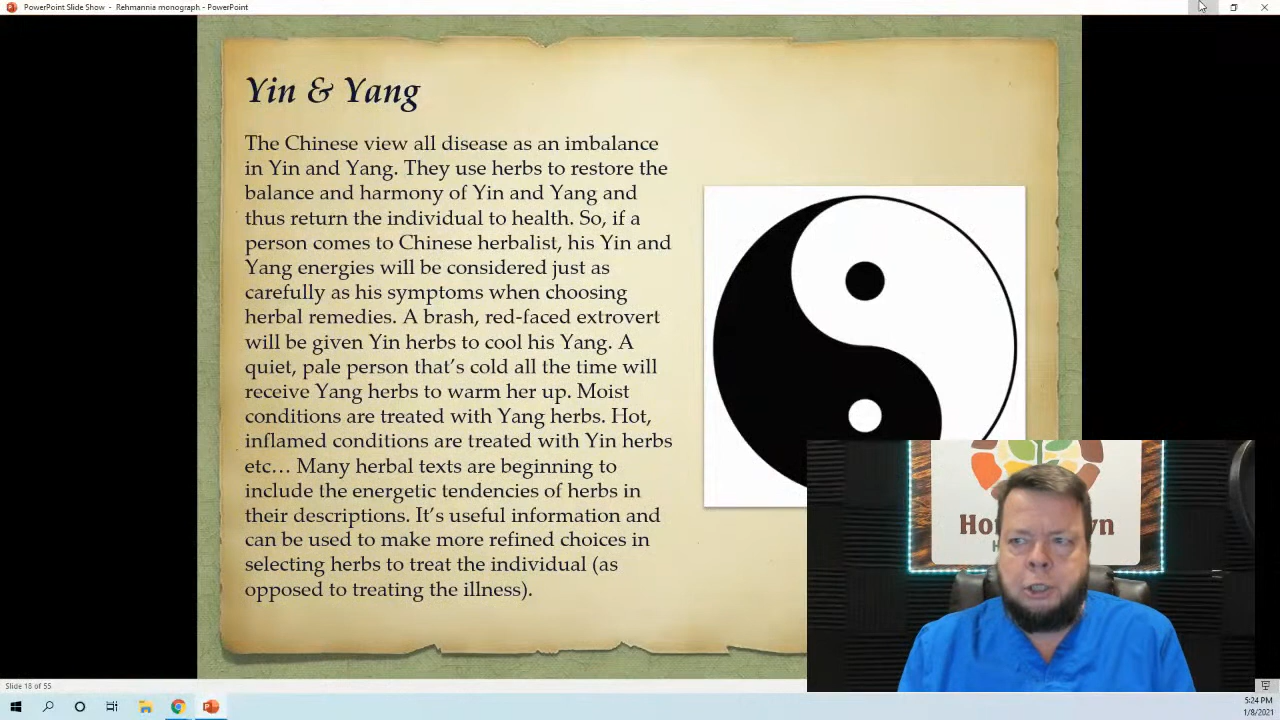 PowerPoint Slide Show - Rehmannia monograph - PowerPoint
Yin & Yang
The Chinese view all disease as an imbalance
in Yin and Yang. They use herbs to restore the
balance and harmony of Yin and Yang and
thus return the individual to health. So, if a
person comes to Chinese herbalist, his Yin and
Yang energies will be considered just as
carefully as his symptoms when choosing
herbal remedies. A brash, red-faced extrovert
will be given Yin herbs to cool his Yang. A
quiet, pale person that's cold all the time will
receive Yang herbs to warm her up. Moist
conditions are treated with Yang herbs. Hot,
inflamed conditions are treated with Yin herbs
etc… Many herbal texts are beginning to
include the energetic tendencies of herbs in
their descriptions. It's useful information and
can be used to make more refined choices in
selecting herbs to treat the individual (as
opposed to treating the illness).
Slide 18 of 55
5:24 PM
1/8/2021